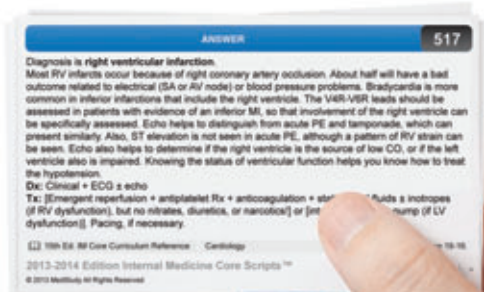 ANSWER 517
Diagnosis is right ventricular infarction.
Most RV infarcts occur because of right coronary artery occlusion. About half will have a bad
outcome related to electrical (SA or AV node) or blood pressure problems. Bradycardia is more
common in inferior infarctions that include the right ventricle. The V4R-V6R leads should be
assessed in patients with evidence of an inferior MI, so that involvement of the right ventricle can
be specifically assessed. Echo helps to distinguish from acute PE and tamponade, which can
present similarly. Also, ST elevation is not seen in acute PE, although a pattern of RV strain can
be seen. Echo also helps to determine if the right ventricle is the source of low CO, or if the left
ventricle also is impaired. Knowing the status of ventricular function helps you know how to treat
the hypotension.
Dx: Clinical + ECG ± echo
Tx: [Emergent reperfusion + antiplatelet Rx + anticoagulation + fluids ± inotropes
(if RV dysfunction), but no nitrates, diuretics, or narcotics!] or pump (if LV
dysfunction)]. Pacing, if necessary.
Ed. IM Core Curriculum Reference Cardiology
2013-2014 Edition Internal Medicine Core Scripts™
© 2013 MedStudy All Rights Reserved